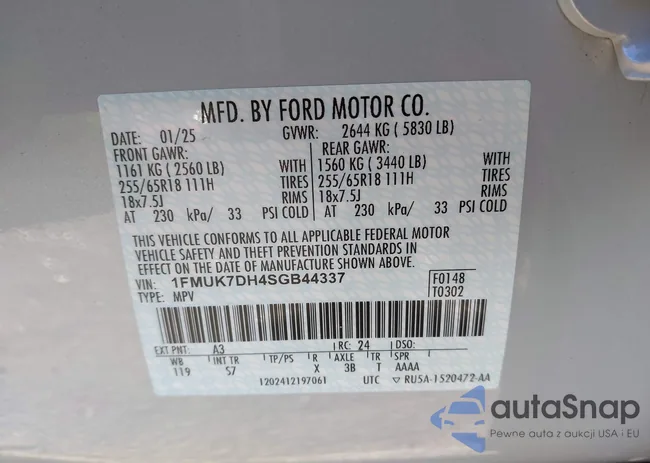 MFD. BY FORD MOTOR CO.
DATE: 01/25 GVWR: 2644 KG ( 5830 LB)
FRONT GAWR: REAR GAWR:
1161 KG ( 2560 LB) WITH 1560 KG ( 3440 LB) WITH
255/65R18 111H TIRES 255/65R18 111H TIRES
18x7.5J RIMS 18x7.5J RIMS
AT 230 kPa/ 33 PSI COLD AT 230 kPa/ 33 PSI COLD
THIS VEHICLE CONFORMS TO ALL APPLICABLE FEDERAL MOTOR
VEHICLE SAFETY AND THEFT PREVENTION STANDARDS IN
EFFECT ON THE DATE OF MANUFACTURE SHOWN ABOVE.
VIN: 1FMUK7DH4SGB44337 F0148
TYPE: MPV T0302
EXT PNT: A3 RC: 24 DSO:
WB INT TR TP/PS R AXLE TR SPR
119 S7 X 3B T AAAA
120241219706 1 UTC ▽ RU5A-1520472-AA
autaSnap
Pewne auta z aukcji USA i EU